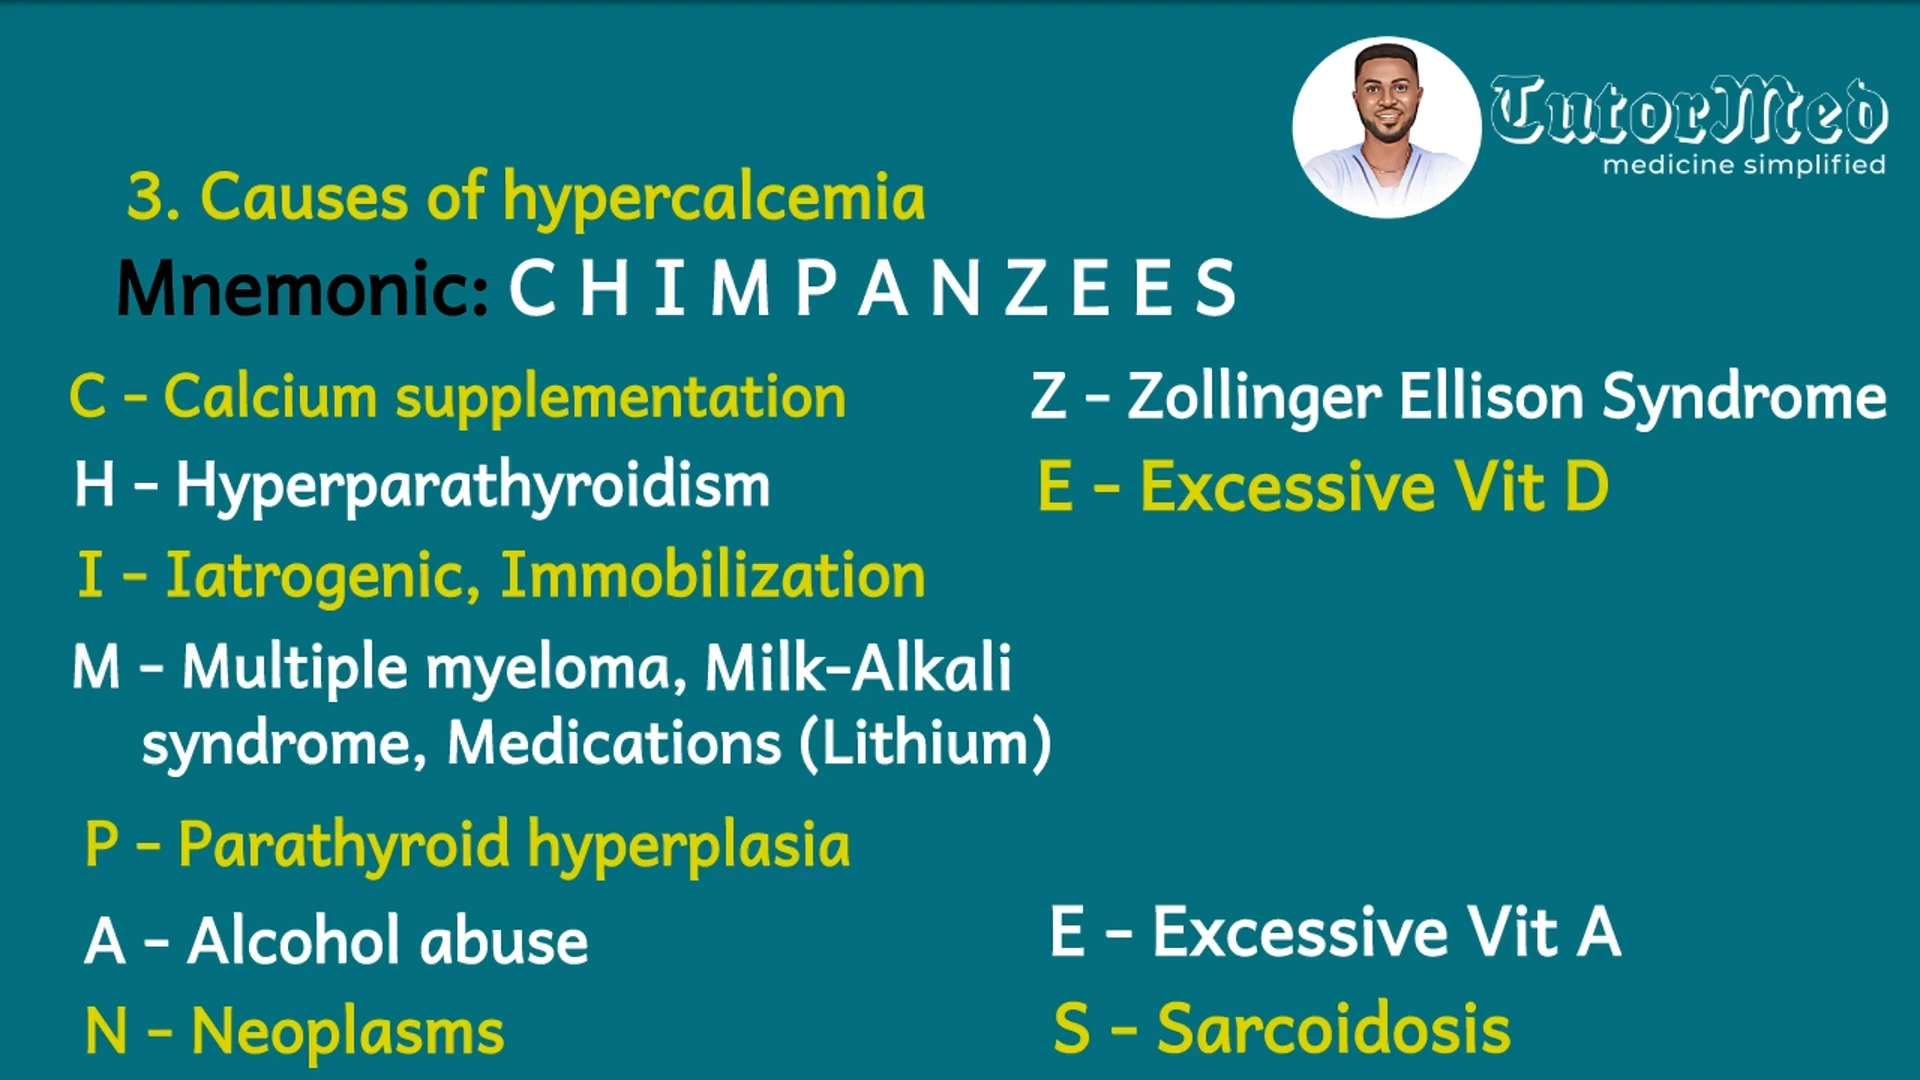 TutorMed
medicine simplified
3. Causes of hypercalcemia
Mnemonic: C H I M P A N Z E E S
C - Calcium supplementation
H - Hyperparathyroidism
I - Iatrogenic, Immobilization
M - Multiple myeloma, Milk-Alkali
syndrome, Medications (Lithium)
P - Parathyroid hyperplasia
A - Alcohol abuse
N - Neoplasms
Z - Zollinger Ellison Syndrome
E - Excessive Vit D
E - Excessive Vit A
S - Sarcoidosis